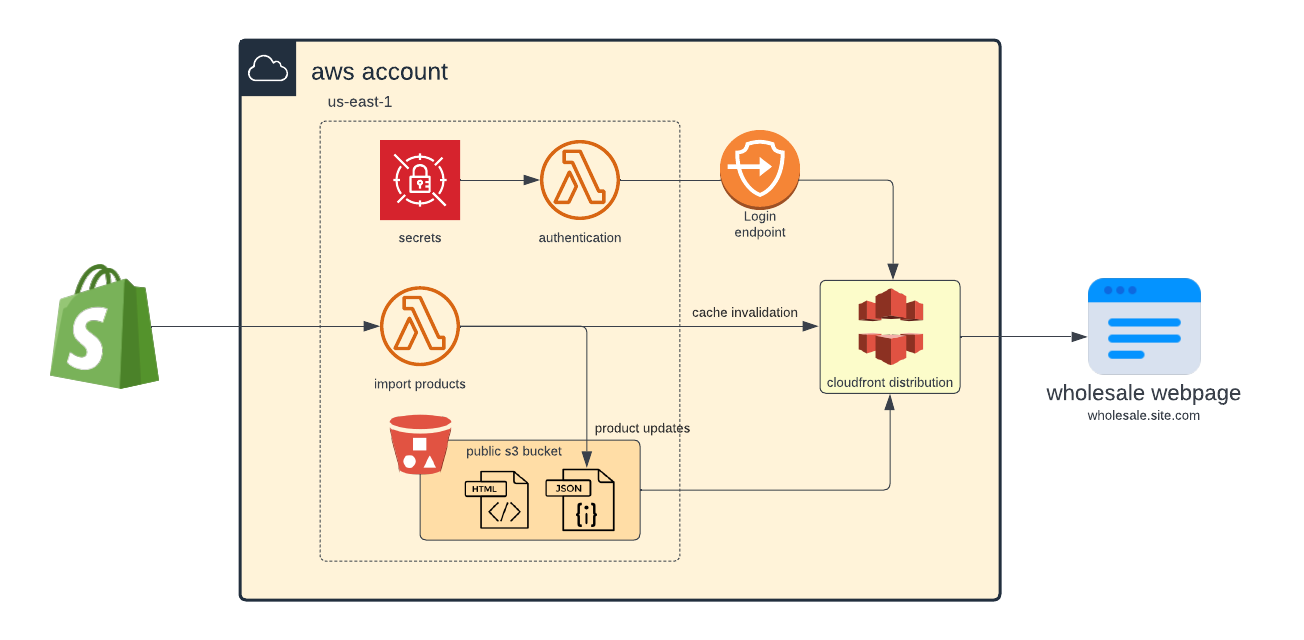 aws account
us-east-1
secrets
authentication
Login
endpoint
cache invalidation
import products
cloudfront distribution
product updates
public s3 bucket
HTML
</>
JSON
{i}
S
wholesale webpage
wholesale.site.com